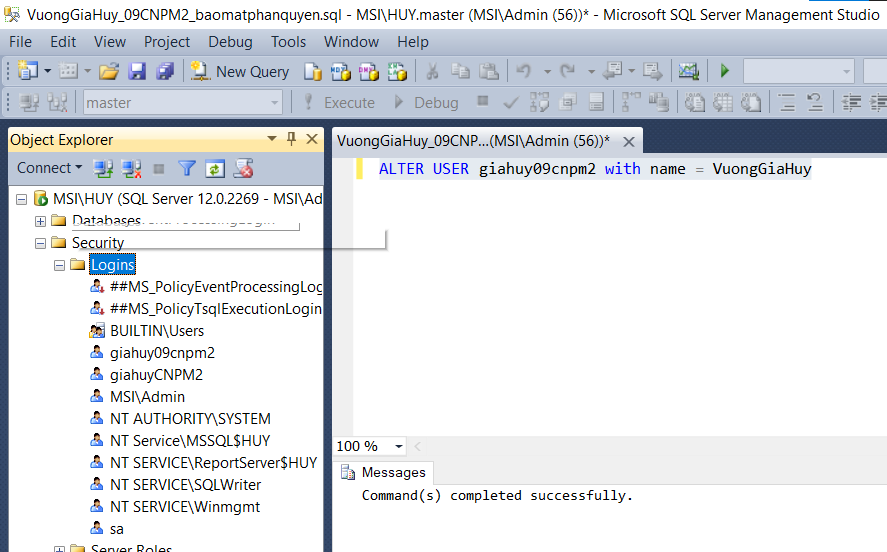 VuongGiaHuy_09CNPM2_baomatphanquyen.sql - MSI\HUY.master (MSI\Admin (56))* - Microsoft SQL Server Management Studio
File Edit View Project Debug Tools Window Help
New Query
master Execute Debug
Object Explorer
Connect
MSI\HUY (SQL Server 12.0.2269 - MSI\Ad
Databases
Security
Logins
##MS_PolicyEventProcessingLog
##MS_PolicyTsqlExecutionLogin
BUILTIN\Users
giahuy09cnpm2
giahuyCNPM2
MSI\Admin
NT AUTHORITY\SYSTEM
NT Service\MSSQL$HUY
NT SERVICE\ReportServer$HUY
NT SERVICE\SQLWriter
NT SERVICE\Winmgmt
sa
Server Roles
VuongGiaHuy_09CNP...(MSI\Admin (56))*
ALTER USER giahuy09cnpm2 with name = VuongGiaHuy
100 %
Messages
Command(s) completed successfully.